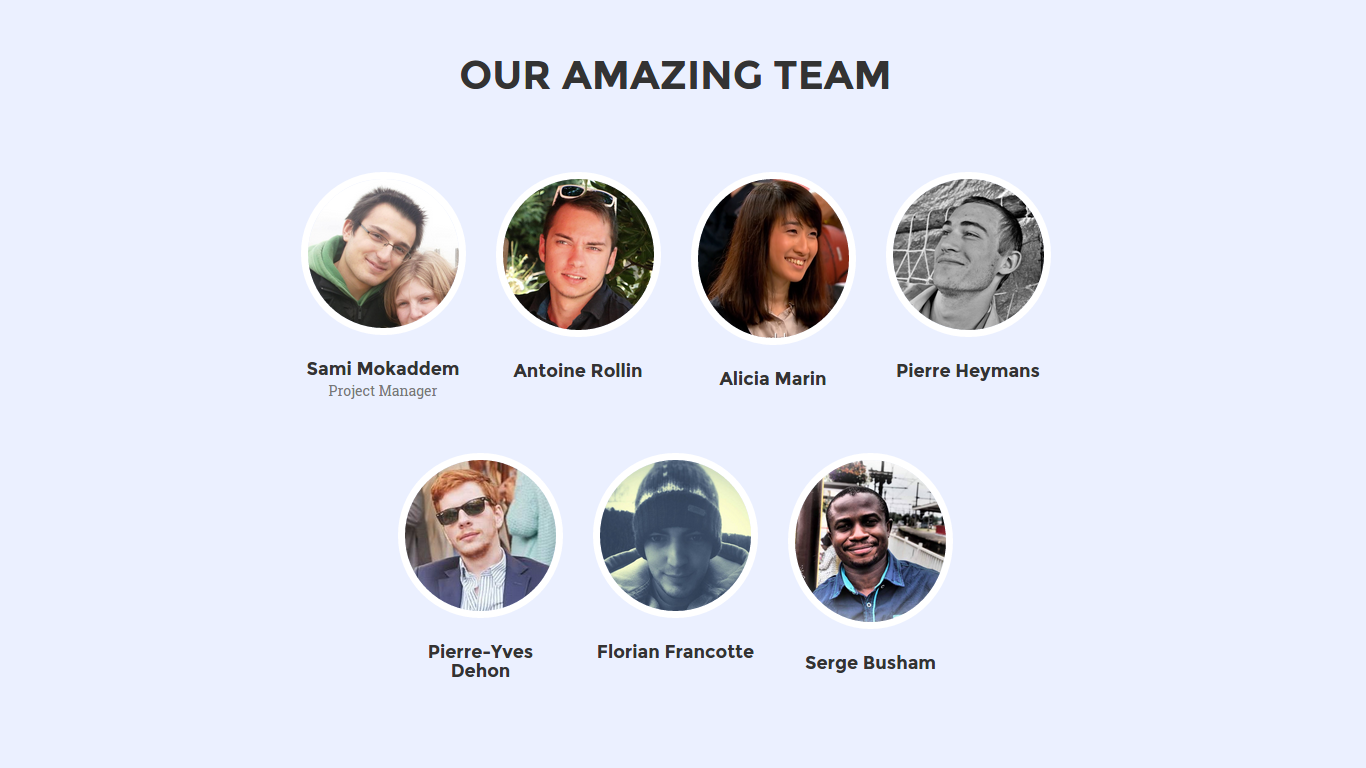 OUR AMAZING TEAM
Sami Mokaddem
Project Manager
Antoine Rollin
Alicia Marin
Pierre Heymans
Pierre-Yves
Dehon
Florian Francotte
Serge Busham